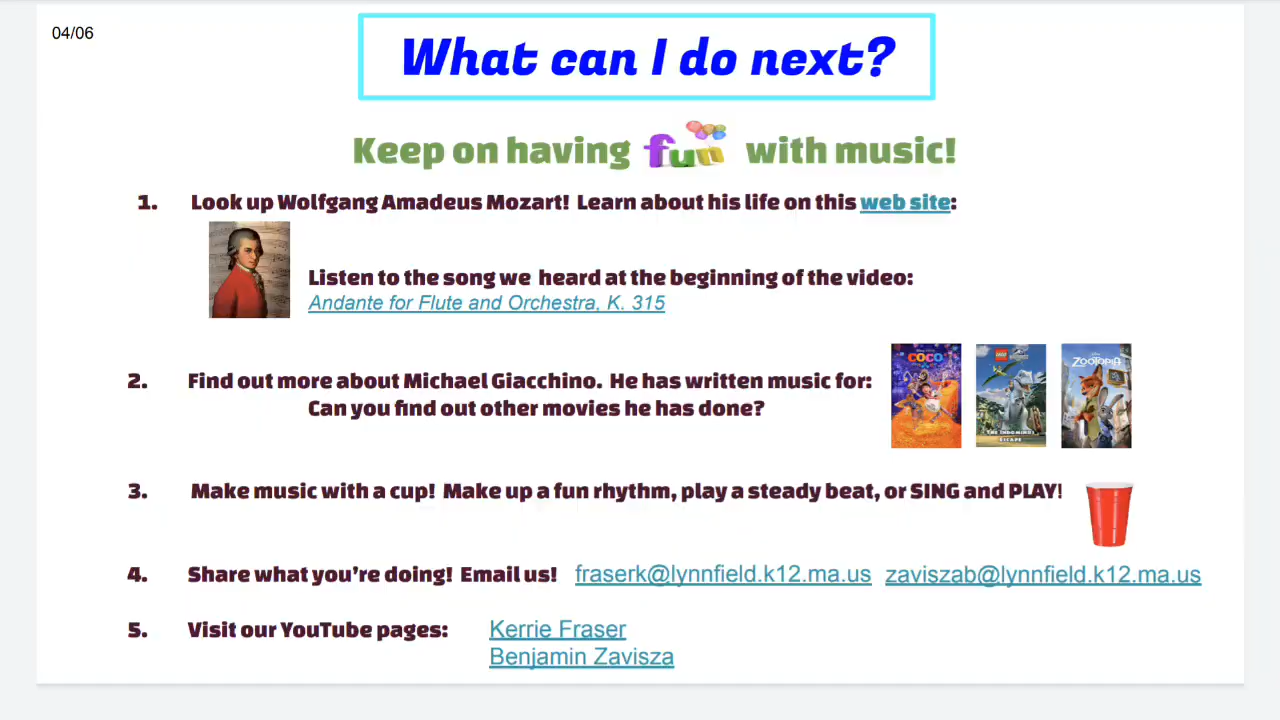 04/06
What can I do next?
Keep on having fun with music!
1. Look up Wolfgang Amadeus Mozart! Learn about his life on this web site:
Listen to the song we heard at the beginning of the video:
Andante for Flute and Orchestra, K. 315
2. Find out more about Michael Giacchino. He has written music for:
Can you find out other movies he has done?
COCO
LEGO
THE INDOMINUS
ESCAPE
ZOOTOPIA
3. Make music with a cup! Make up a fun rhythm, play a steady beat, or SING and PLAY!
4. Share what you're doing! Email us! fraserk@lynnfield.k12.ma.us zaviszab@lynnfield.k12.ma.us
5. Visit our YouTube pages: Kerrie Fraser
Benjamin Zavisza